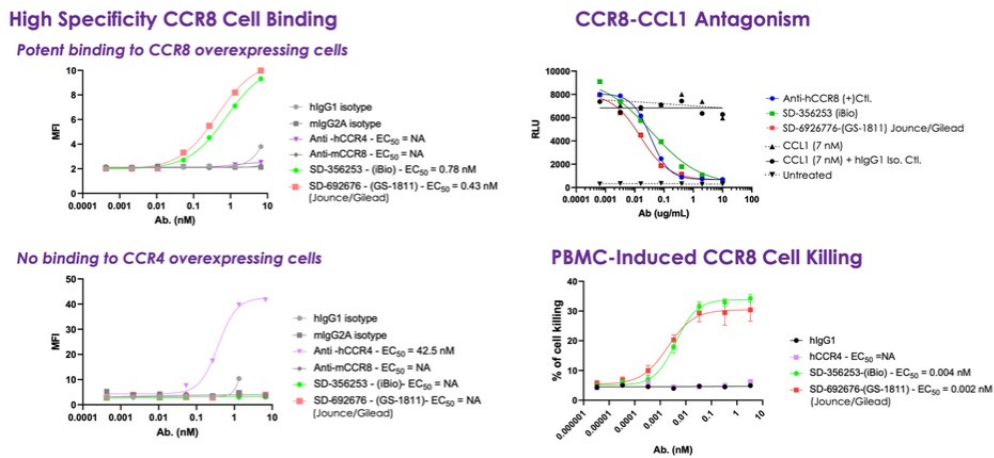 High Specificity CCR8 Cell Binding
Potent binding to CCR8 overexpressing cells
10
8
6
4
2
0
MFI
0.0001 0.001 0.01 0.1 1 10
Ab. (nM)
hIgG1 isotype
mIgG2A isotype
Anti -hCCR4 - EC50 = NA
Anti-mCCR8 - EC50 = NA
SD-356253 - (iBio) - EC50 = 0.78 nM
SD-692676 - (GS-1811) - EC50 = 0.43 nM
(Jounce/Gilead)
CCR8-CCL1 Antagonism
10000
8000
6000
4000
2000
0
RLU
0.0001 0.001 0.01 0.1 1 10 100
Ab (ug/mL)
Anti-hCCR8 (+)Ctl.
SD-356253 (iBio)
SD-6926776-(GS-1811) Jounce/Gilead
CCL1 (7 nM)
CCL1 (7 nM) + hIgG1 Iso. Ctl.
Untreated
No binding to CCR4 overexpressing cells
50
40
30
20
10
0
MFI
0.0001 0.001 0.01 0.1 1 10
Ab. (nM)
hIgG1 isotype
mIgG2A isotype
Anti -hCCR4 - EC50 = 42.5 nM
Anti-mCCR8 - EC50 = NA
SD-356253 - (iBio)- EC50 = NA
SD-692676 - (GS-1811)- EC50 = NA
(Jounce/Gilead)
PBMC-Induced CCR8 Cell Killing
40
30
20
10
0
% of cell killing
0.000001 0.0001 0.0001 0.001 0.01 0.1 1 10
Ab. (nM)
hIgG1
hCCR4 - EC50 =NA
SD-356253-(iBio) - EC50 = 0.004 nM
SD-692676-(GS-1811) - EC50 = 0.002 nM
(Jounce/Gilead)